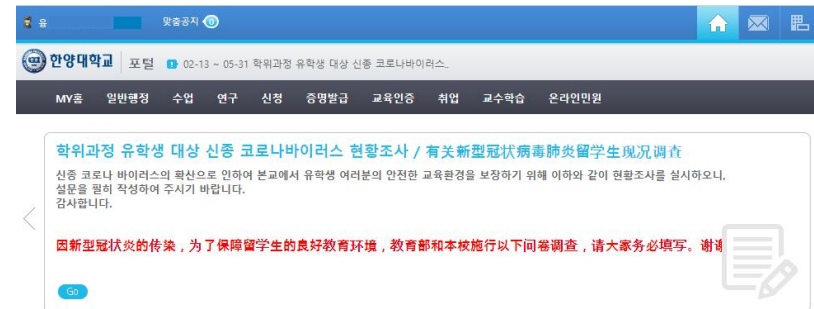 윤
맞춤공지 0
한양대학교 포털 02-13 ~ 05-31 학위과정 유학생 대상 신종 코로나바이러스_
MY홈 일반행정 수업 연구 신청 증명발급 교육인증 취업 교수학습 온라인민원
학위과정 유학생 대상 신종 코로나바이러스 현황조사 / 有关新型冠状病毒肺炎留学生现况调查
신종 코로나 바이러스의 확산으로 인하여 본교에서 유학생 여러분의 안전한 교육환경을 보장하기 위해 이하와 같이 현황조사를 실시하오니,
설문을 필히 작성하여 주시기 바랍니다.
감사합니다.
因新型冠状炎的传染，为了保障留学生的良好教育环境，教育部和本校施行以下问卷调查，请大家务必填写。谢谢
Go